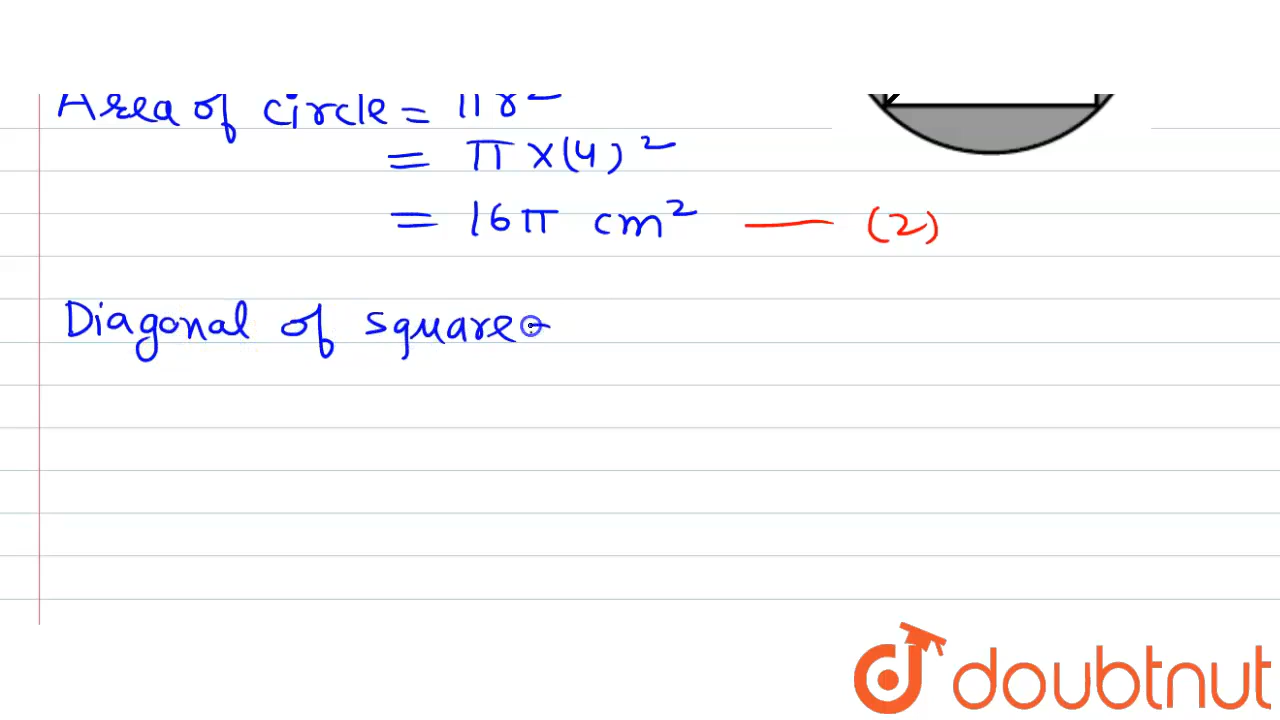 Area of circle = πr²
= π×(4)²
= 16π cm² —— (2)
Diagonal of square =
doubtnut